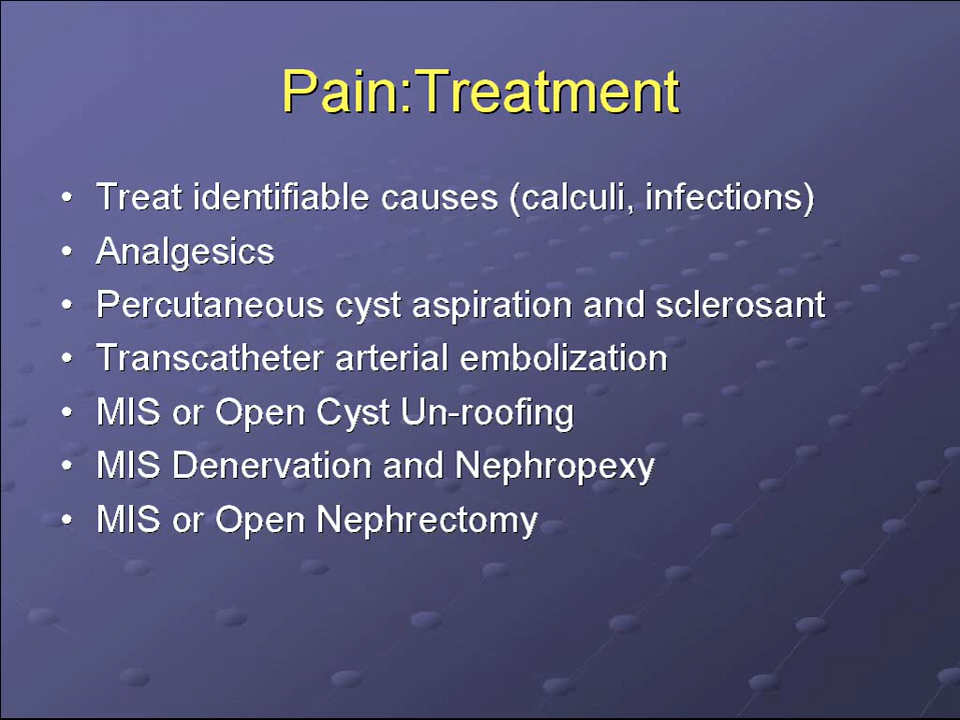 Pain:Treatment
• Treat identifiable causes (calculi, infections)
• Analgesics
• Percutaneous cyst aspiration and sclerosant
• Transcatheter arterial embolization
• MIS or Open Cyst Un-roofing
• MIS Denervation and Nephropexy
• MIS or Open Nephrectomy